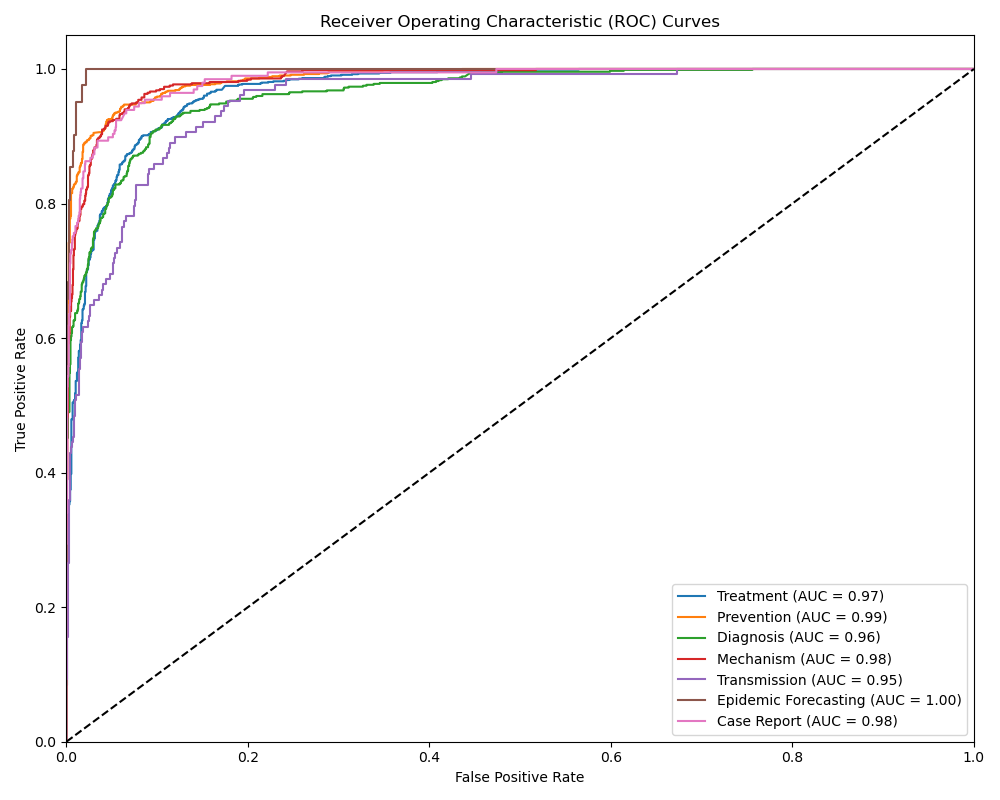 Receiver Operating Characteristic (ROC) Curves
True Positive Rate
1.0
0.8
0.6
0.4
0.2
0.0
0.0 0.2 0.4 0.6 0.8 1.0
False Positive Rate
Treatment (AUC = 0.97)
Prevention (AUC = 0.99)
Diagnosis (AUC = 0.96)
Mechanism (AUC = 0.98)
Transmission (AUC = 0.95)
Epidemic Forecasting (AUC = 1.00)
Case Report (AUC = 0.98)